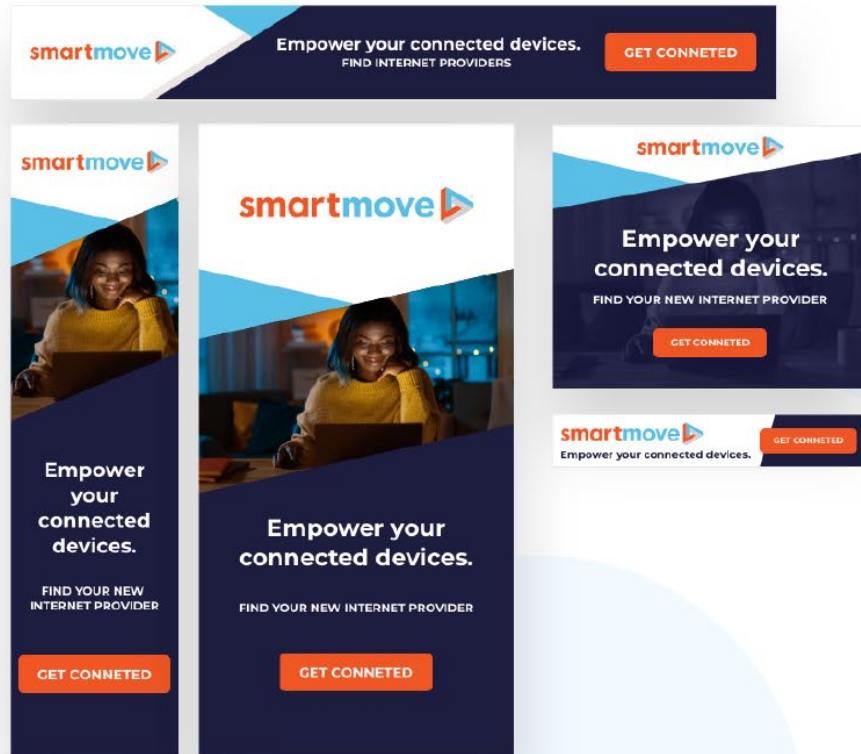 smartmove
Empower your connected devices.
FIND INTERNET PROVIDERS
GET CONNETED
smartmove
Empower
your
connected
devices.
FIND YOUR NEW
INTERNET PROVIDER
GET CONNETED
smartmove
Empower your
connected devices.
FIND YOUR NEW INTERNET PROVIDER
GET CONNETED
smartmove
Empower your
connected devices.
FIND YOUR NEW INTERNET PROVIDER
GET CONNETED
smartmove
Empower your connected devices.
GET CONNETED